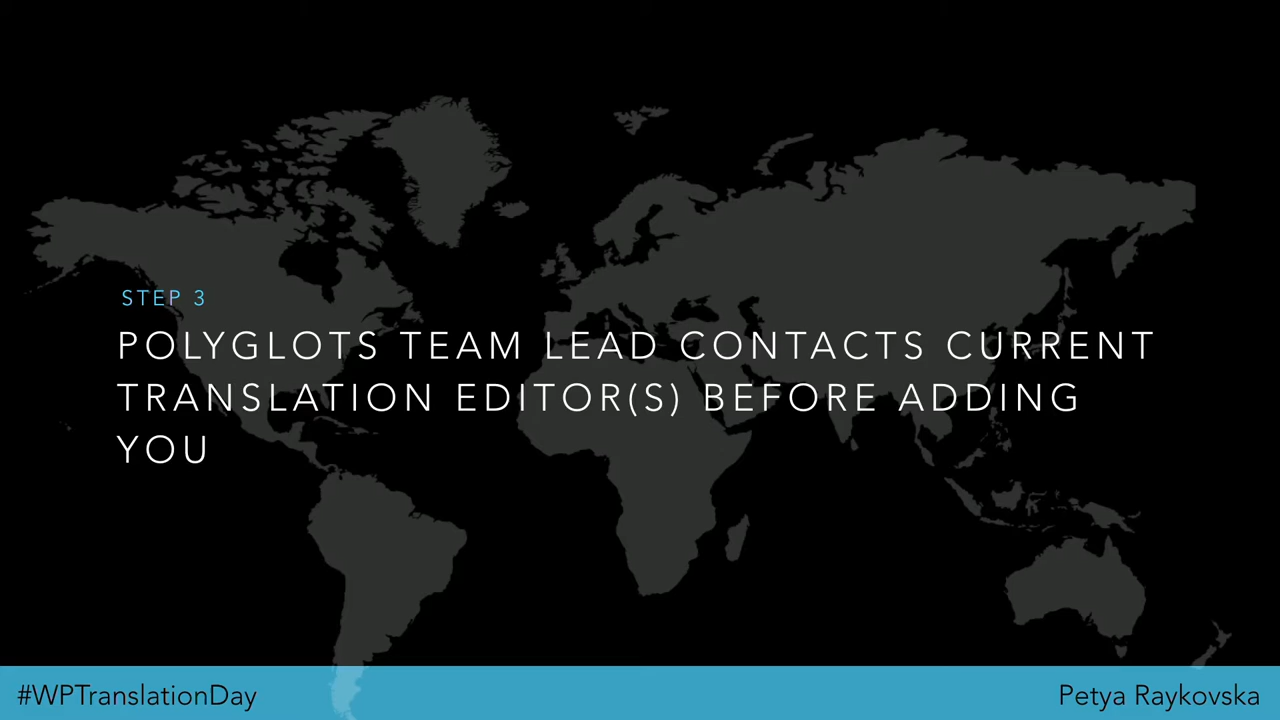 STEP 3
POLYGLOTS TEAM LEAD CONTACTS CURRENT
TRANSLATION EDITOR(S) BEFORE ADDING
YOU
#WPTranslationDay
Petya Raykovska